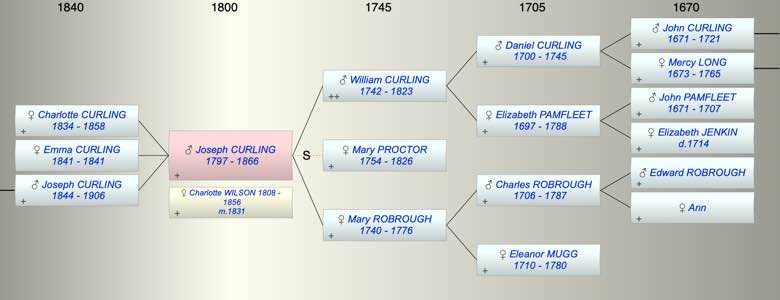 1840 1800 1745 1705 1670
♀ Charlotte CURLING
1834 - 1858
+
♀ Emma CURLING
1841 - 1841
+
♂ Joseph CURLING
1844 - 1906
+
♂ Joseph CURLING
1797 - 1866
+
♀ Charlotte WILSON 1808 -
1856
m.1831
+
S
♂ William CURLING
1742 - 1823
++
♀ Mary PROCTOR
1754 - 1826
+
♀ Mary ROBROUGH
1740 - 1776
+
♂ Daniel CURLING
1700 - 1745
+
♀ Elizabeth PAMFLEET
1697 - 1788
+
♂ Charles ROBROUGH
1706 - 1787
+
♀ Eleanor MUGG
1710 - 1780
+
♂ John CURLING
1671 - 1721
+
♀ Mercy LONG
1673 - 1765
+
♂ John PAMFLEET
1671 - 1707
+
♀ Elizabeth JENKIN
d.1714
+
♂ Edward ROBROUGH
+
♀ Ann
+